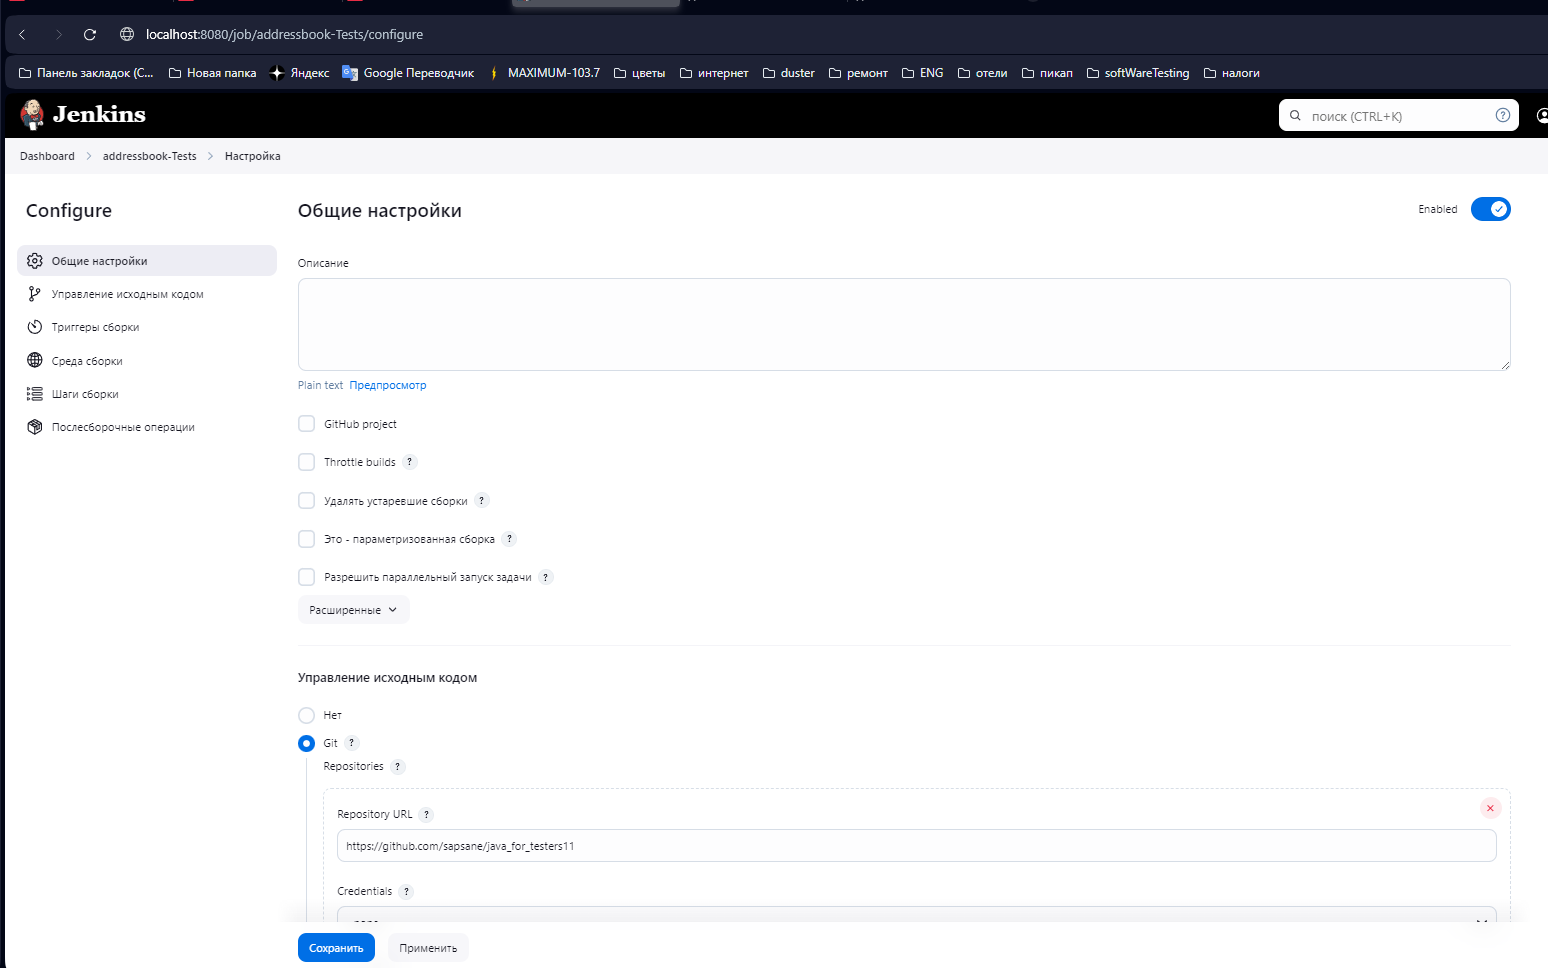 localhost:8080/job/addressbook-Tests/configure
Панель закладок (С...
Новая папка
Яндекс
Google Переводчик
MAXIMUM-103.7
цветы
интернет
duster
ремонт
ENG
отели
пикап
softWareTesting
налоги
Jenkins
поиск (CTRL+K)
?
Dashboard
addressbook-Tests
Настройка
Configure
Общие настройки
Управление исходным кодом
Триггеры сборки
Среда сборки
Шаги сборки
Послесборочные операции
Общие настройки
Enabled
Описание
Plain text Предпросмотр
GitHub project
Throttle builds ?
Удалять устаревшие сборки ?
Это - параметризованная сборка ?
Разрешить параллельный запуск задачи ?
Расширенные
Управление исходным кодом
Нет
Git ?
Repositories ?
Repository URL ?
https://github.com/sapsane/java_for_testers11
Credentials ?
Сохранить
Применить